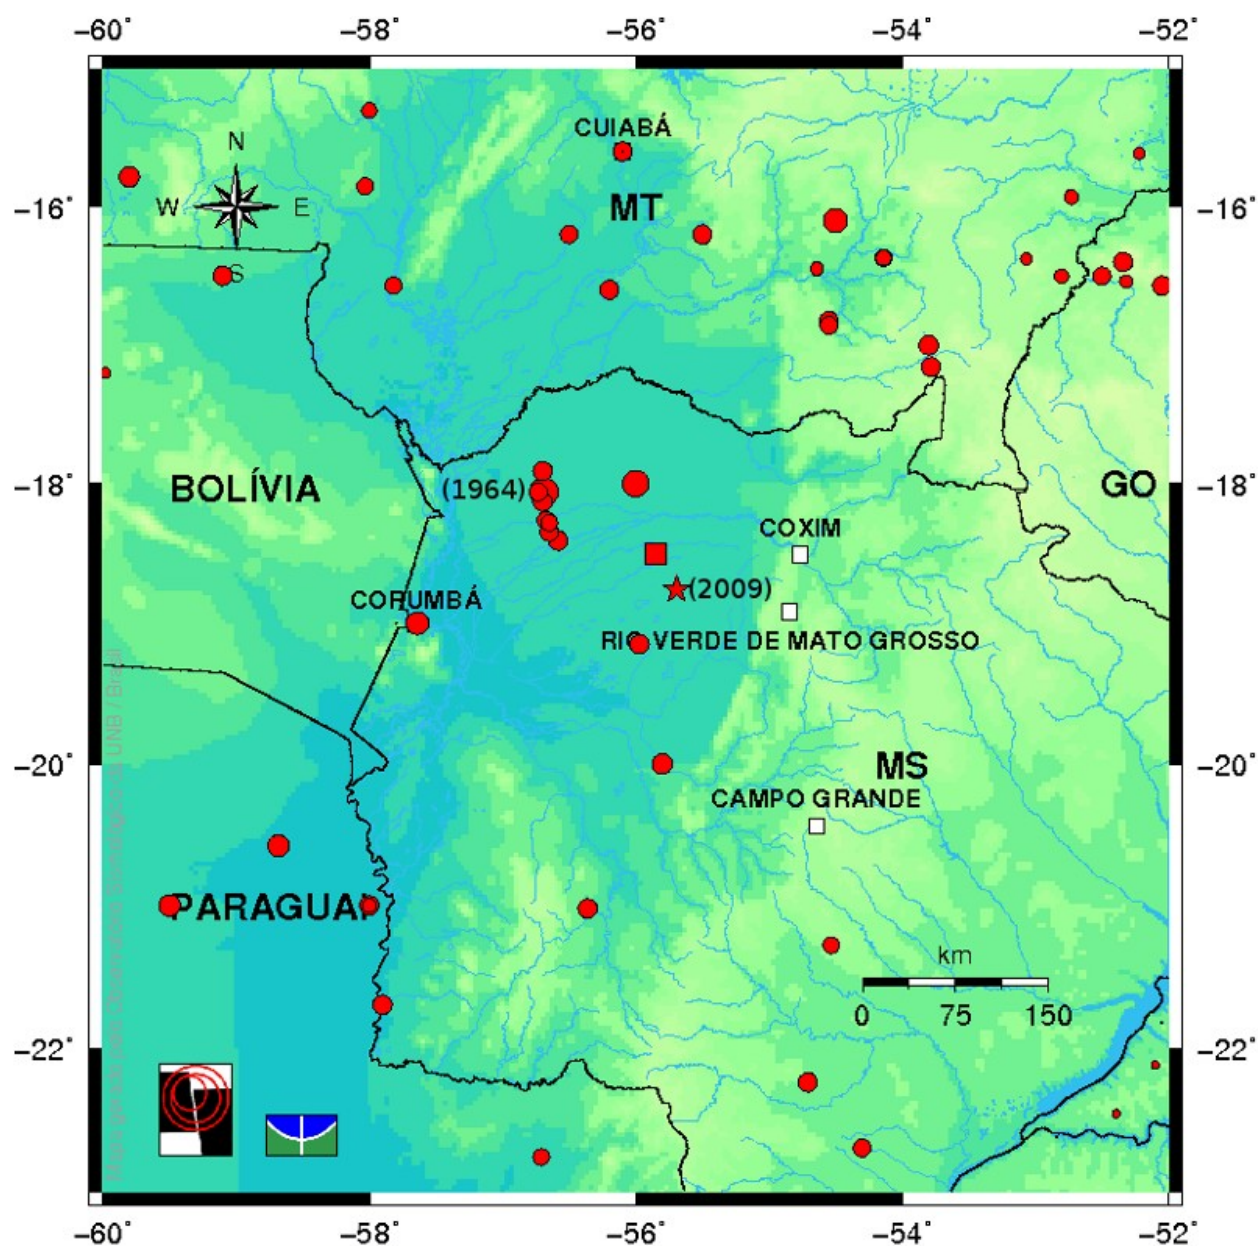 −60° −58° −56° −54° −52°
CUIABÁ
N
MT
−16° W E −16°
S
(1964)
BOLÍVIA
GO
−18° −18°
COXIM
(2009)
CORUMBÁ
RIO VERDE DE MATO GROSSO
MS
−20° −20°
CAMPO GRANDE
PARAGUAI
km
0 75 150
−22° −22°
−60° −58° −56° −54° −52°